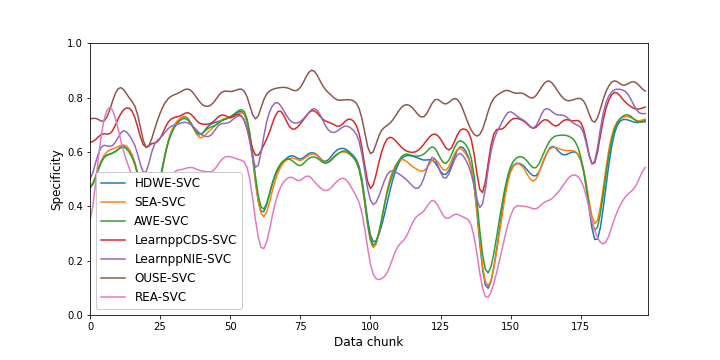 1.0
0.8
0.6
0.4
0.2
0.0
Specificity
HDWE-SVC
SEA-SVC
AWE-SVC
LearnppCDS-SVC
LearnppNIE-SVC
OUSE-SVC
REA-SVC
0 25 50 75 100 125 150 175
Data chunk